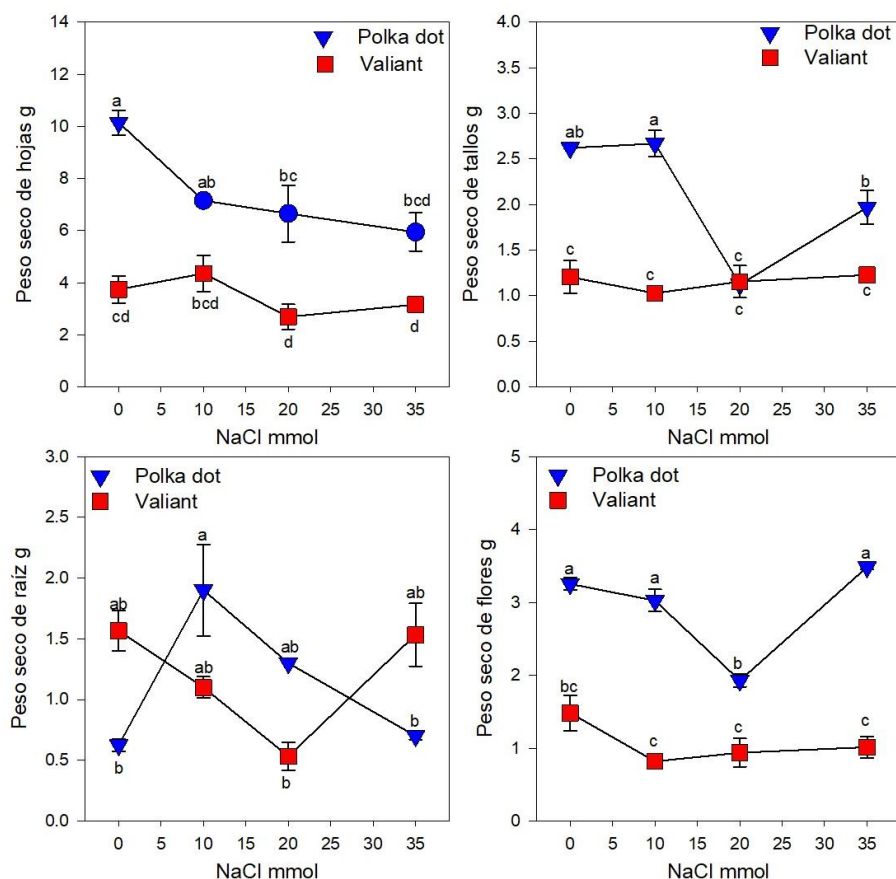 Polka dot
Valiant
Peso seco de hojas g
14
12
10
8
6
4
2
0
a
ab
bc
bcd
cd
bcd
d
d
0 5 10 15 20 25 30 35
NaCl mmol
Polka dot
Valiant
Peso seco de tallos g
4.0
3.5
3.0
2.5
2.0
1.5
1.0
0.5
0.0
ab
a
b
c
c
c
c
c
0 5 10 15 20 25 30 35
NaCl mmol
Polka dot
Valiant
Peso seco de raíz g
3.0
2.5
2.0
1.5
1.0
0.5
0.0
a
ab
ab
ab
ab
b
b
b
0 5 10 15 20 25 30 35
NaCl mmol
Polka dot
Valiant
Peso seco de flores g
5
4
3
2
1
0
a
a
a
b
bc
c
c
c
0 5 10 15 20 25 30 35
NaCl mmol